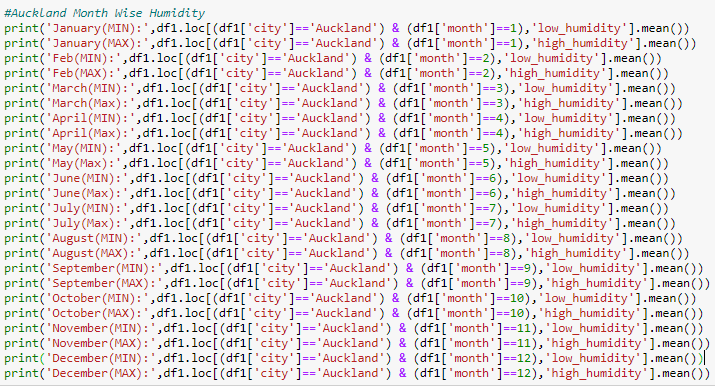 #Auckland Month Wise Humidity
print('January(MIN):',df1.loc[(df1['city']=='Auckland') & (df1['month']==1),'low_humidity'].mean())
print('January(MAX):',df1.loc[(df1['city']=='Auckland') & (df1['month']==1),'high_humidity'].mean())
print('Feb(MIN):',df1.loc[(df1['city']=='Auckland') & (df1['month']==2),'low_humidity'].mean())
print('Feb(MAX):',df1.loc[(df1['city']=='Auckland') & (df1['month']==2),'high_humidity'].mean())
print('March(MIN):',df1.loc[(df1['city']=='Auckland') & (df1['month']==3),'low_humidity'].mean())
print('March(Max):',df1.loc[(df1['city']=='Auckland') & (df1['month']==3),'high_humidity'].mean())
print('April(MIN):',df1.loc[(df1['city']=='Auckland') & (df1['month']==4),'low_humidity'].mean())
print('April(Max):',df1.loc[(df1['city']=='Auckland') & (df1['month']==4),'high_humidity'].mean())
print('May(MIN):',df1.loc[(df1['city']=='Auckland') & (df1['month']==5),'low_humidity'].mean())
print('May(Max):',df1.loc[(df1['city']=='Auckland') & (df1['month']==5),'high_humidity'].mean())
print('June(MIN):',df1.loc[(df1['city']=='Auckland') & (df1['month']==6),'low_humidity'].mean())
print('June(Max):',df1.loc[(df1['city']=='Auckland') & (df1['month']==6),'high_humidity'].mean())
print('July(MIN):',df1.loc[(df1['city']=='Auckland') & (df1['month']==7),'low_humidity'].mean())
print('July(Max):',df1.loc[(df1['city']=='Auckland') & (df1['month']==7),'high_humidity'].mean())
print('August(MIN):',df1.loc[(df1['city']=='Auckland') & (df1['month']==8),'low_humidity'].mean())
print('August(MAX):',df1.loc[(df1['city']=='Auckland') & (df1['month']==8),'high_humidity'].mean())
print('September(MIN):',df1.loc[(df1['city']=='Auckland') & (df1['month']==9),'low_humidity'].mean())
print('September(MAX):',df1.loc[(df1['city']=='Auckland') & (df1['month']==9),'high_humidity'].mean())
print('October(MIN):',df1.loc[(df1['city']=='Auckland') & (df1['month']==10),'low_humidity'].mean())
print('October(MAX):',df1.loc[(df1['city']=='Auckland') & (df1['month']==10),'high_humidity'].mean())
print('November(MIN):',df1.loc[(df1['city']=='Auckland') & (df1['month']==11),'low_humidity'].mean())
print('November(MAX):',df1.loc[(df1['city']=='Auckland') & (df1['month']==11),'high_humidity'].mean())
print('December(MIN):',df1.loc[(df1['city']=='Auckland') & (df1['month']==12),'low_humidity'].mean())
print('December(MAX):',df1.loc[(df1['city']=='Auckland') & (df1['month']==12),'high_humidity'].mean())